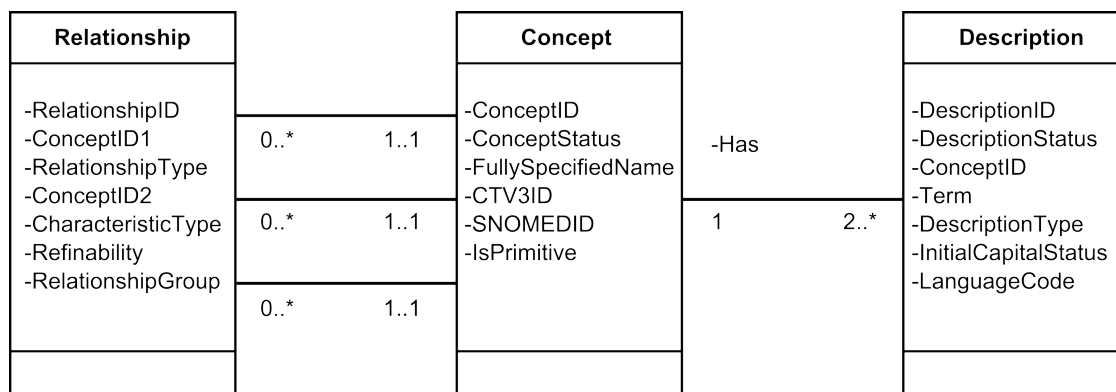 Relationship
-RelationshipID
-ConceptID1
-RelationshipType
-ConceptID2
-CharacteristicType
-Refinability
-RelationshipGroup
0..* 1..1
0..* 1..1
0..* 1..1
Concept
-ConceptID
-ConceptStatus
-FullySpecifiedName
-CTV3ID
-SNOMEDID
-IsPrimitive
-Has
1 2..*
Description
-DescriptionID
-DescriptionStatus
-ConceptID
-Term
-DescriptionType
-InitialCapitalStatus
-LanguageCode